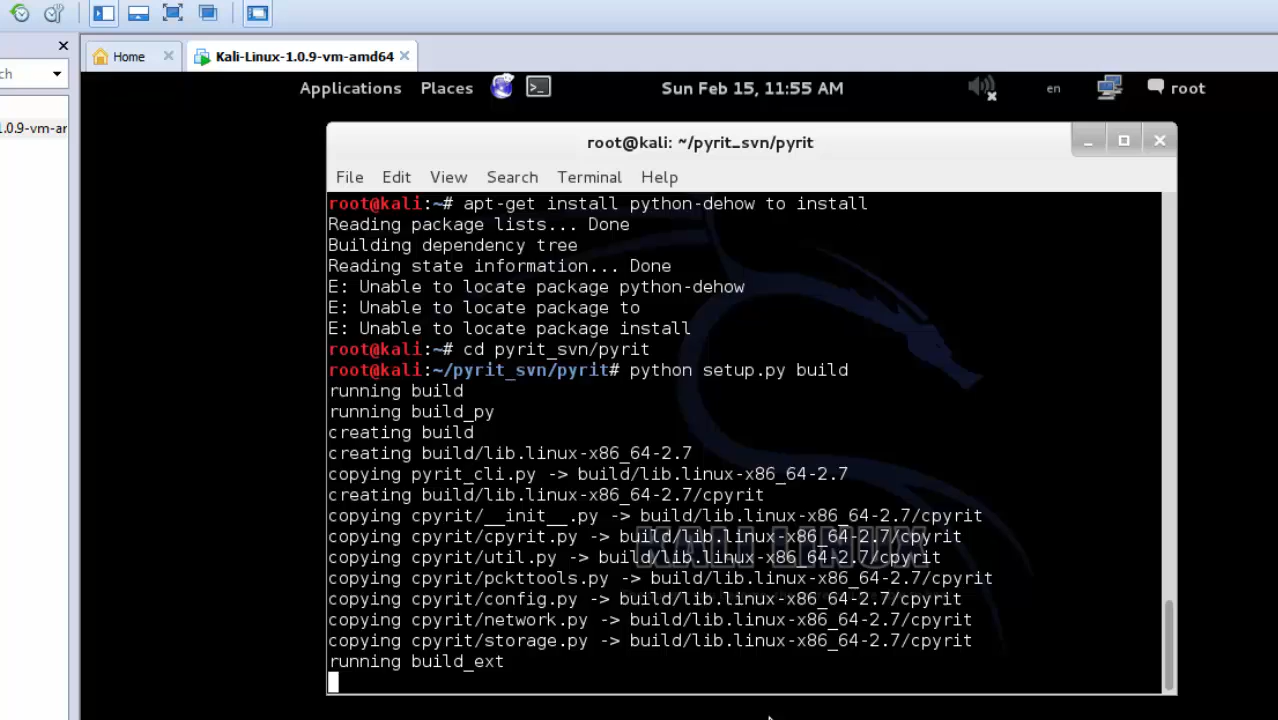 Home
Kali-Linux-1.0.9-vm-amd64
ch
Applications Places
Sun Feb 15, 11:55 AM
en
root
1.0.9-vm-ar
root@kali: ~/pyrit_svn/pyrit
File Edit View Search Terminal Help
root@kali:~# apt-get install python-dehow to install
Reading package lists... Done
Building dependency tree
Reading state information... Done
E: Unable to locate package python-dehow
E: Unable to locate package to
E: Unable to locate package install
root@kali:~# cd pyrit_svn/pyrit
root@kali:~/pyrit_svn/pyrit# python setup.py build
running build
running build_py
creating build
creating build/lib.linux-x86_64-2.7
copying pyrit_cli.py -> build/lib.linux-x86_64-2.7
creating build/lib.linux-x86_64-2.7/cpyrit
copying cpyrit/__init__.py -> build/lib.linux-x86_64-2.7/cpyrit
copying cpyrit/cpyrit.py -> build/lib.linux-x86_64-2.7/cpyrit
copying cpyrit/util.py -> build/lib.linux-x86_64-2.7/cpyrit
copying cpyrit/pckttools.py -> build/lib.linux-x86_64-2.7/cpyrit
copying cpyrit/config.py -> build/lib.linux-x86_64-2.7/cpyrit
copying cpyrit/network.py -> build/lib.linux-x86_64-2.7/cpyrit
copying cpyrit/storage.py -> build/lib.linux-x86_64-2.7/cpyrit
running build_ext
KALI LINUX